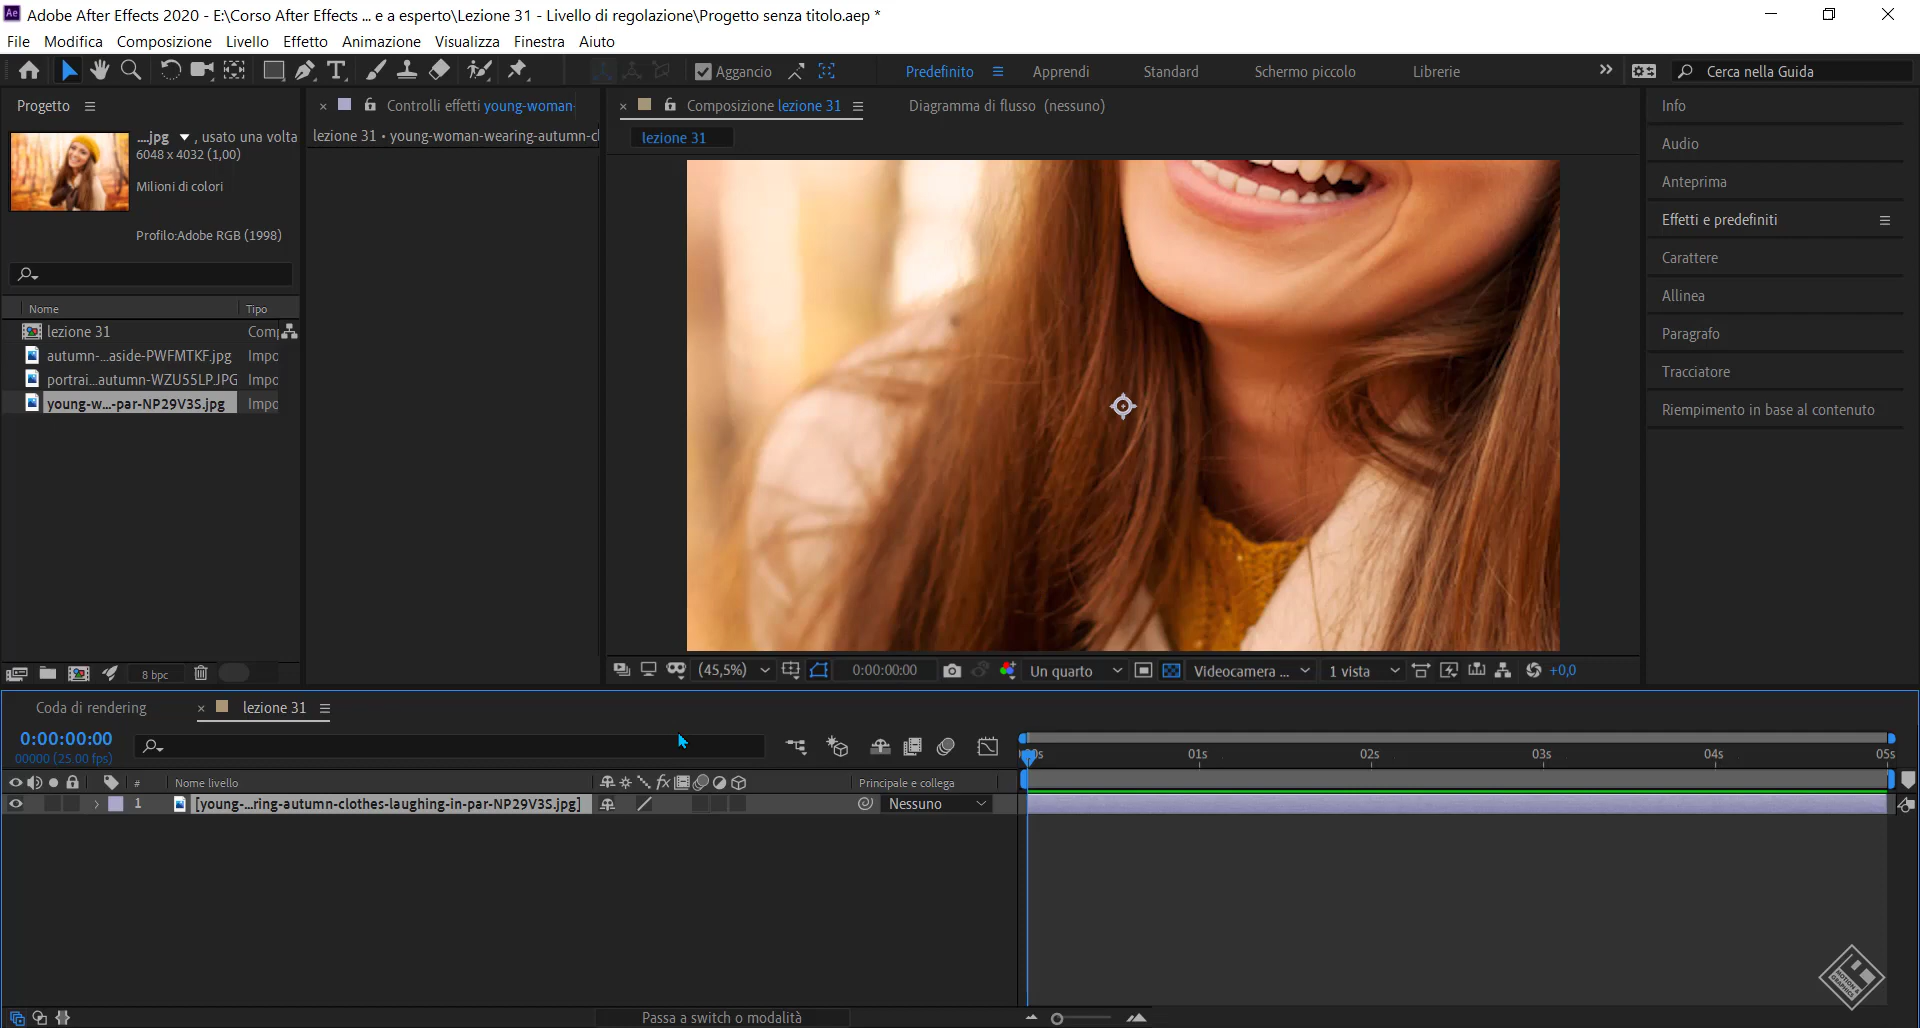 Adobe After Effects 2020 - E:\Corso After Effects ... e a esperto\Lezione 31 - Livello di regolazione\Progetto senza titolo.aep *
File Modifica Composizione Livello Effetto Animazione Visualizza Finestra Aiuto
Aggancio Predefinito Apprendi Standard Schermo piccolo Librerie Cerca nella Guida
Progetto
....jpg , usato una volta
6048 x 4032 (1,00)
Milioni di colori
Profilo:Adobe RGB (1998)
Nome Tipo
lezione 31 Comp
autumn-...aside-PWFMTKF.jpg Impo
portrai...autumn-WZU55LP.JPG Impo
young-w...-par-NP29V3S.jpg Impo
8 bpc
Controlli effetti young-woman-
lezione 31 • young-woman-wearing-autumn-cl
Composizione lezione 31 Diagramma di flusso (nessuno)
lezione 31
(45,5%) 0:00:00:00 Un quarto Videocamera ... 1 vista +0,0
Info
Audio
Anteprima
Effetti e predefiniti
Carattere
Allinea
Paragrafo
Tracciatore
Riempimento in base al contenuto
Coda di rendering lezione 31
0:00:00:00
00000 (25.00 fps)
01s 02s 03s 04s 05s
# Nome livello fx Principale e collega
1 [young-...ring-autumn-clothes-laughing-in-par-NP29V3S.jpg] Nessuno
Passa a switch o modalità